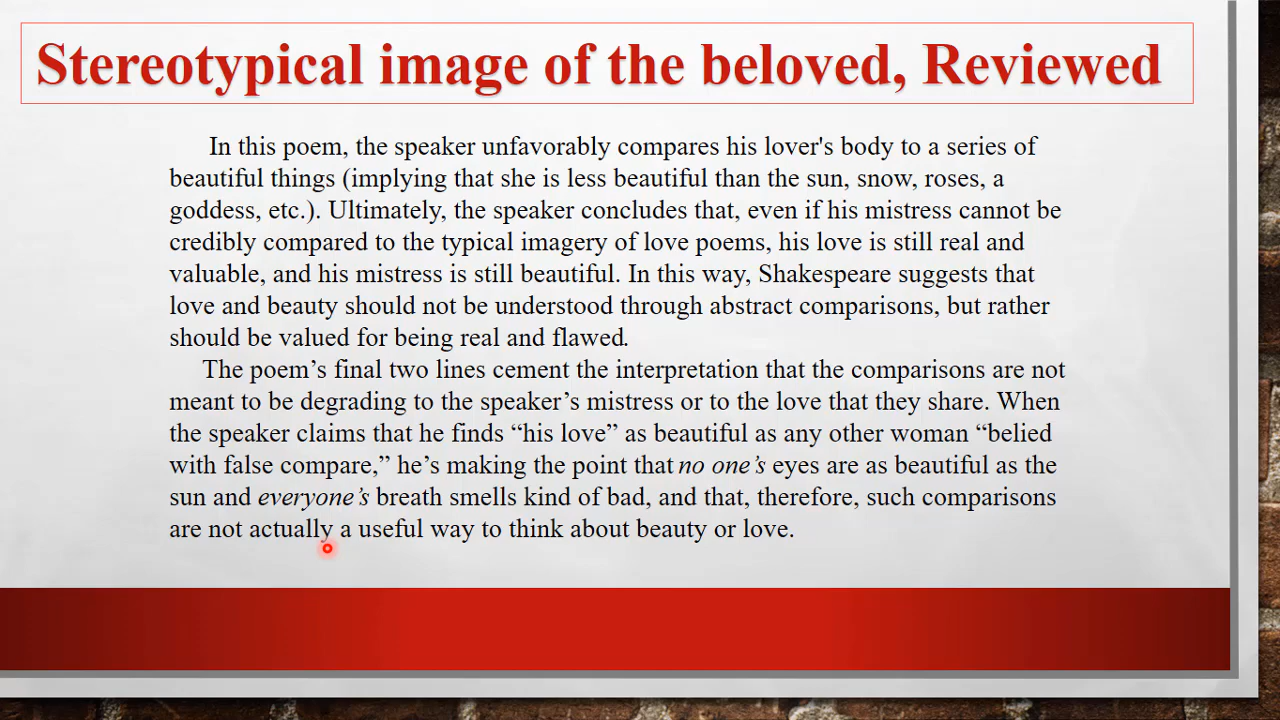 Stereotypical image of the beloved, Reviewed
In this poem, the speaker unfavorably compares his lover's body to a series of
beautiful things (implying that she is less beautiful than the sun, snow, roses, a
goddess, etc.). Ultimately, the speaker concludes that, even if his mistress cannot be
credibly compared to the typical imagery of love poems, his love is still real and
valuable, and his mistress is still beautiful. In this way, Shakespeare suggests that
love and beauty should not be understood through abstract comparisons, but rather
should be valued for being real and flawed.
The poem’s final two lines cement the interpretation that the comparisons are not
meant to be degrading to the speaker’s mistress or to the love that they share. When
the speaker claims that he finds “his love” as beautiful as any other woman “belied
with false compare,” he’s making the point that no one’s eyes are as beautiful as the
sun and everyone’s breath smells kind of bad, and that, therefore, such comparisons
are not actually a useful way to think about beauty or love.